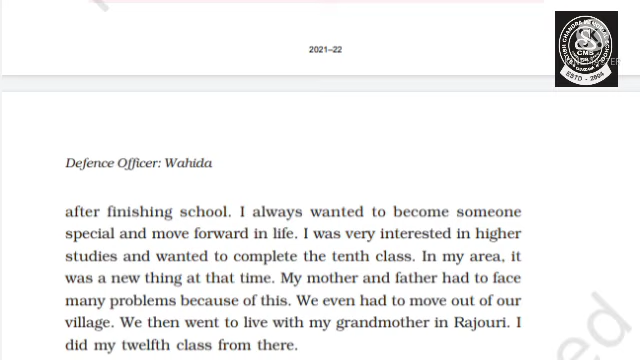 2021–22
CMS
ESTD - 2005
Defence Officer: Wahida
after finishing school. I always wanted to become someone
special and move forward in life. I was very interested in higher
studies and wanted to complete the tenth class. In my area, it
was a new thing at that time. My mother and father had to face
many problems because of this. We even had to move out of our
village. We then went to live with my grandmother in Rajouri. I
did my twelfth class from there.